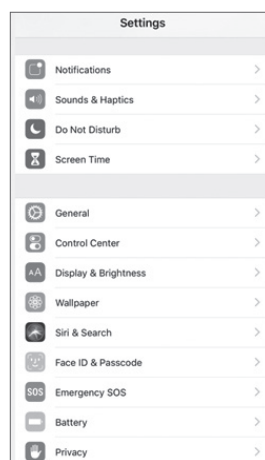 Settings
Notifications
Sounds & Haptics
Do Not Disturb
Screen Time
General
Control Center
AA Display & Brightness
Wallpaper
Siri & Search
Face ID & Passcode
SOS Emergency SOS
Battery
Privacy